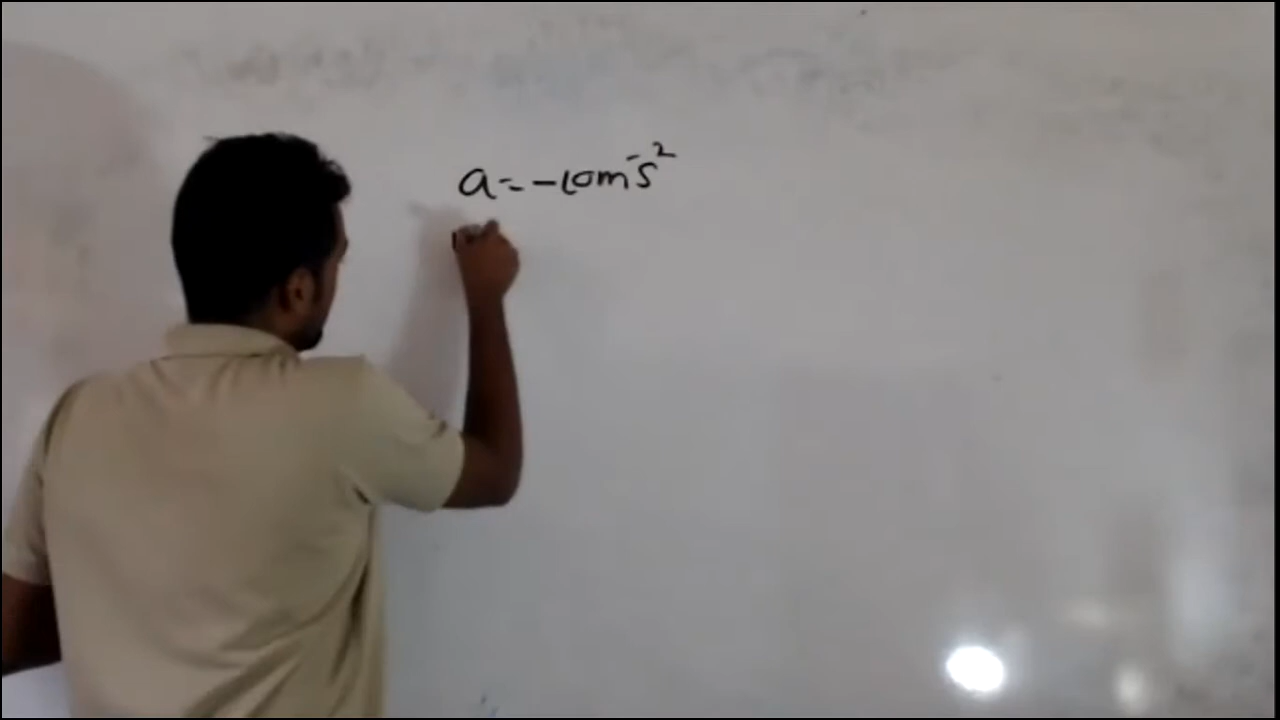 a = -10ms⁻²